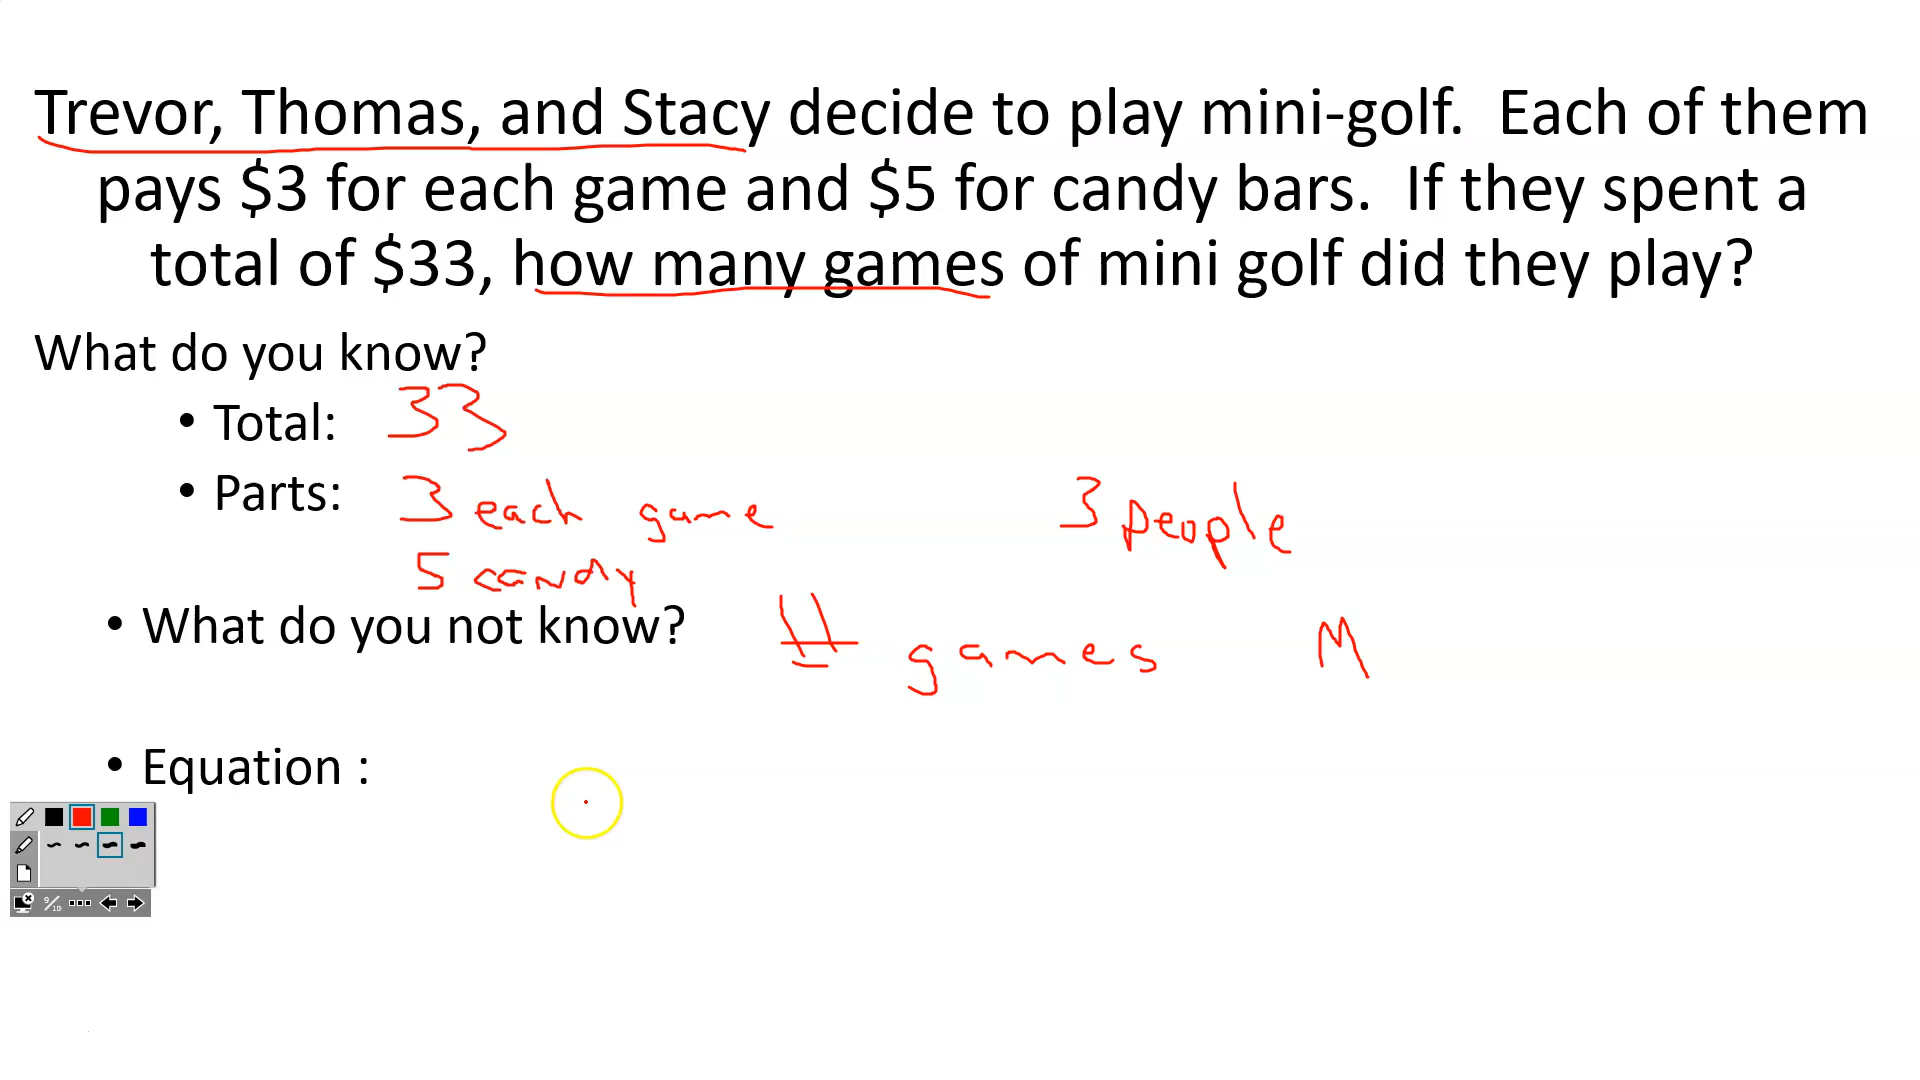 Trevor, Thomas, and Stacy decide to play mini-golf. Each of them
pays $3 for each game and $5 for candy bars. If they spent a
total of $33, how many games of mini golf did they play?
What do you know?
• Total: 33
• Parts: 3 each game 3 people
5 candy
• What do you not know? # games M
• Equation :
9/10